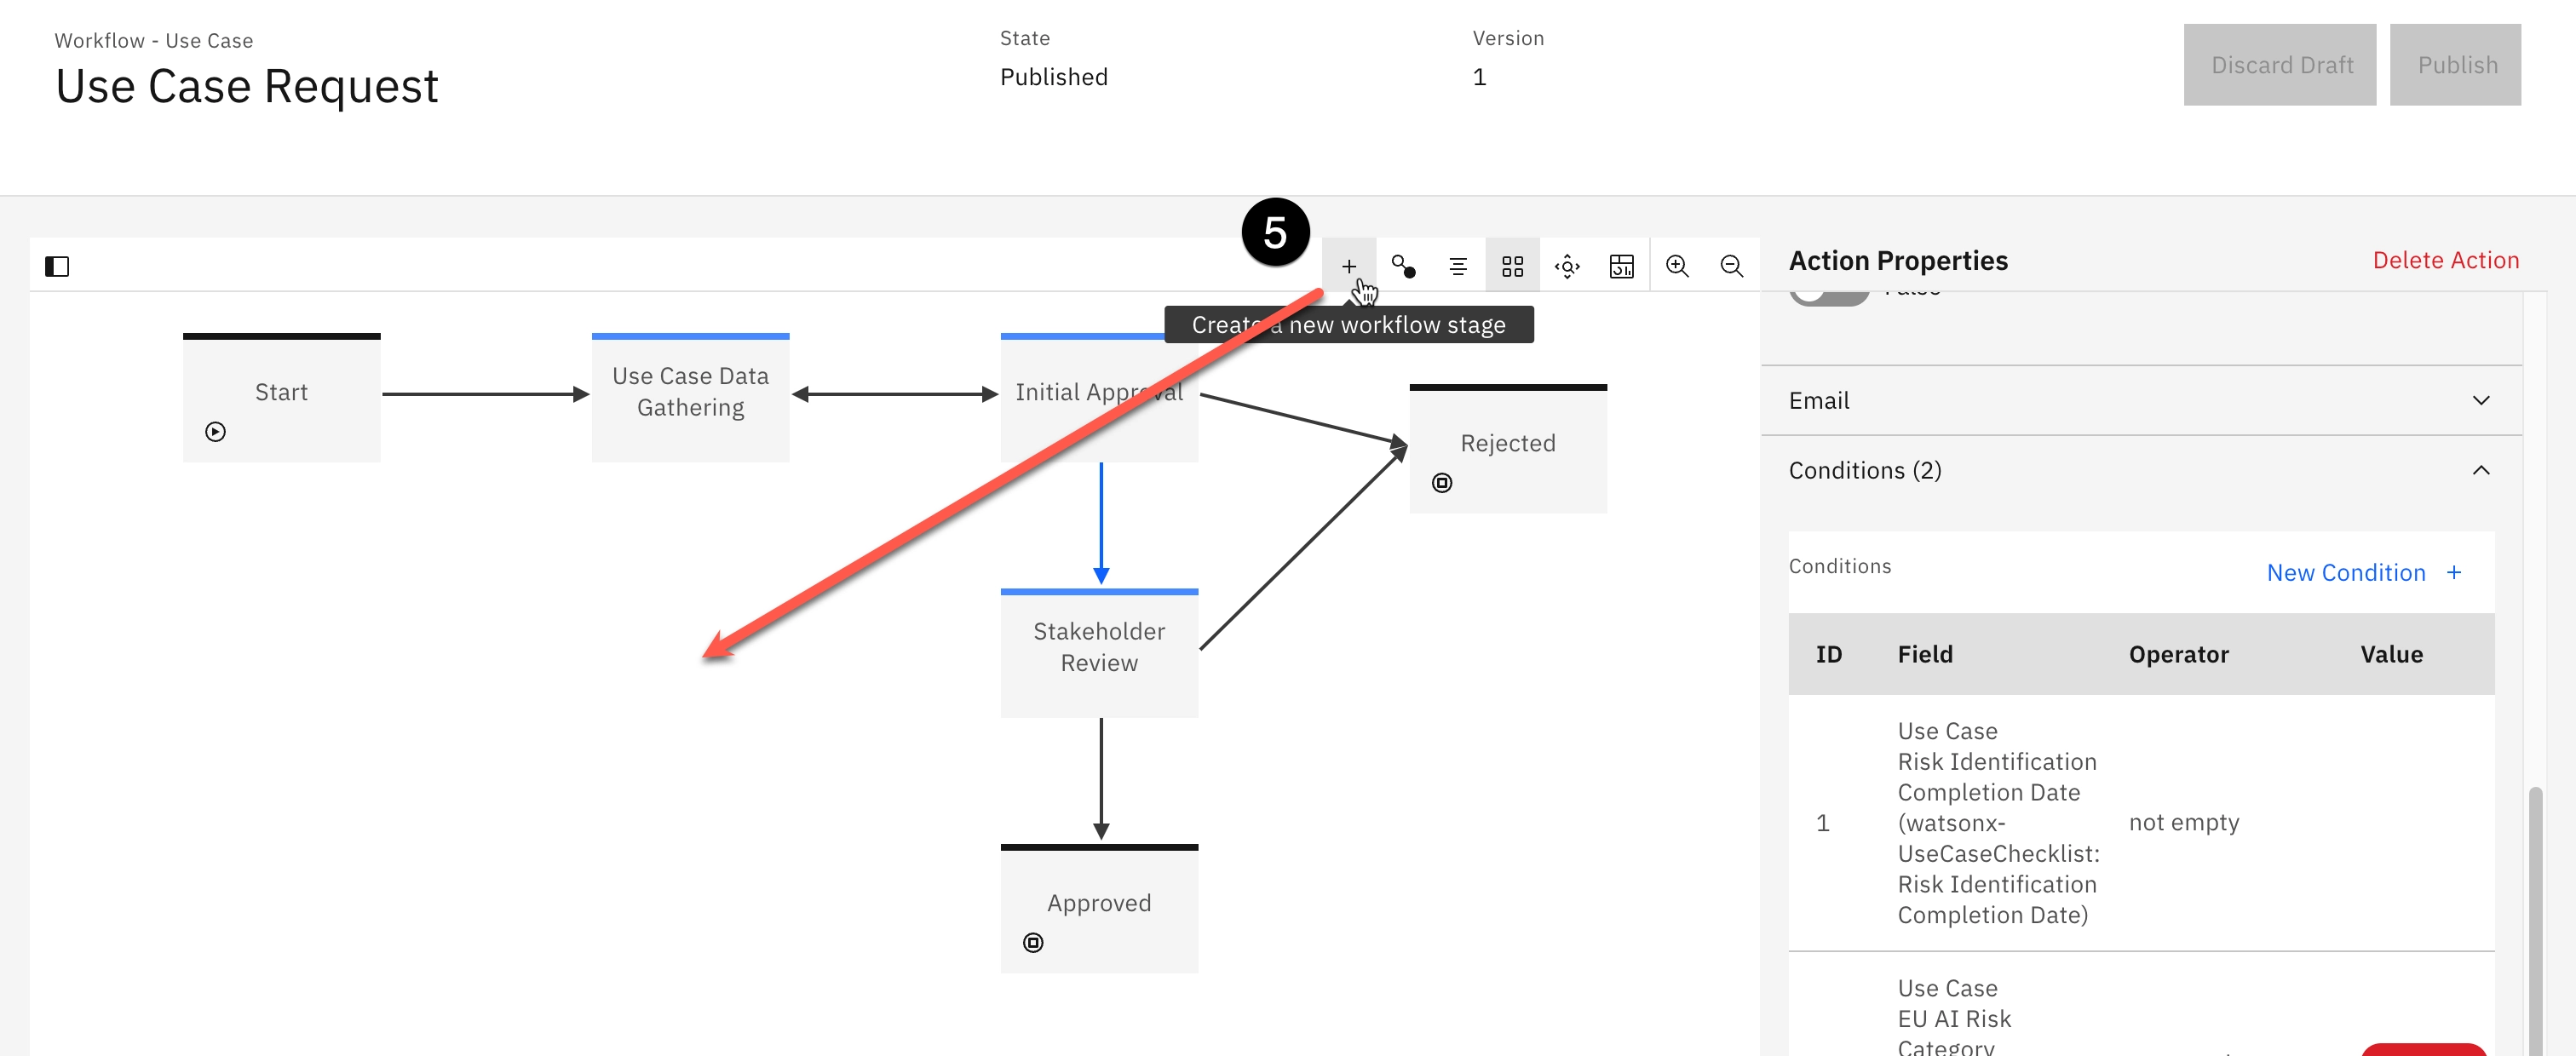 Workflow - Use Case
Use Case Request
State
Published
Version
1
Discard Draft
Publish
5
Create a new workflow stage
Start
Use Case Data
Gathering
Initial Approval
Rejected
Stakeholder
Review
Approved
Action Properties
Delete Action
False
Email
Conditions (2)
Conditions
New Condition +
ID Field Operator Value
1
Use Case
Risk Identification
Completion Date
(watsonx-
UseCaseChecklist:
Risk Identification
Completion Date)
not empty
Use Case
EU AI Risk
Category